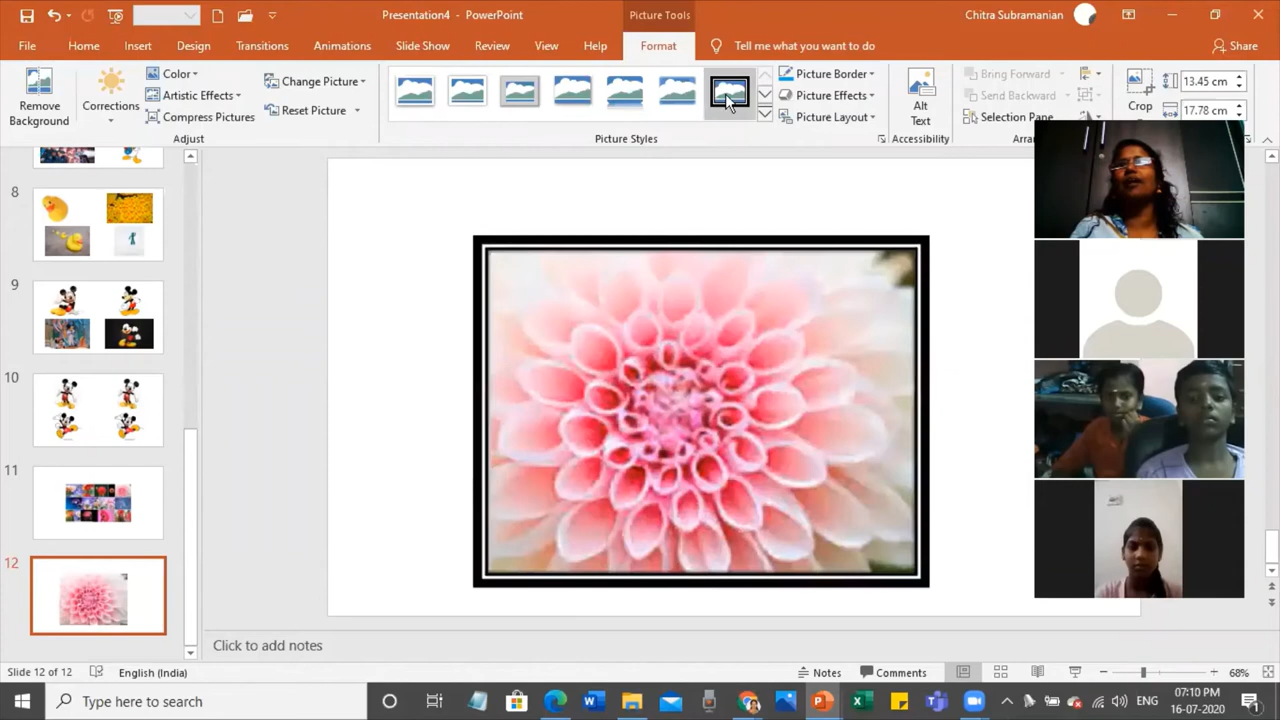 Presentation4 - PowerPoint
Picture Tools
Chitra Subramanian
File
Home
Insert
Design
Transitions
Animations
Slide Show
Review
View
Help
Format
Tell me what you want to do
Share
Remove Background
Corrections
Color
Artistic Effects
Compress Pictures
Change Picture
Reset Picture
Adjust
Picture Styles
Picture Border
Picture Effects
Picture Layout
Alt Text
Accessibility
Bring Forward
Send Backward
Selection Pane
Arran
Crop
13.45 cm
17.78 cm
8
9
10
11
12
Click to add notes
Slide 12 of 12
English (India)
Notes
Comments
68%
Type here to search
ENG
07:10 PM
16-07-2020
1